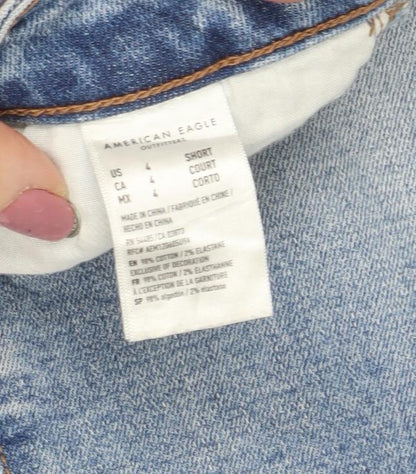 AMERICAN EAGLE
OUTFITTERS
US 4 SHORT
CA 4 COURT
MX 4 CORTO
MADE IN CHINA / FABRIQUÉ EN CHINE /
HECHO EN CHINA
EN 98% COTTON / 2% ELASTANE
EXCLUSIVE OF DECORATION
FR 98% COTON / 2% ELASTHANNE
À L'EXCEPTION DE LA GARNITURE
SP 98% algodón / 2% elastano